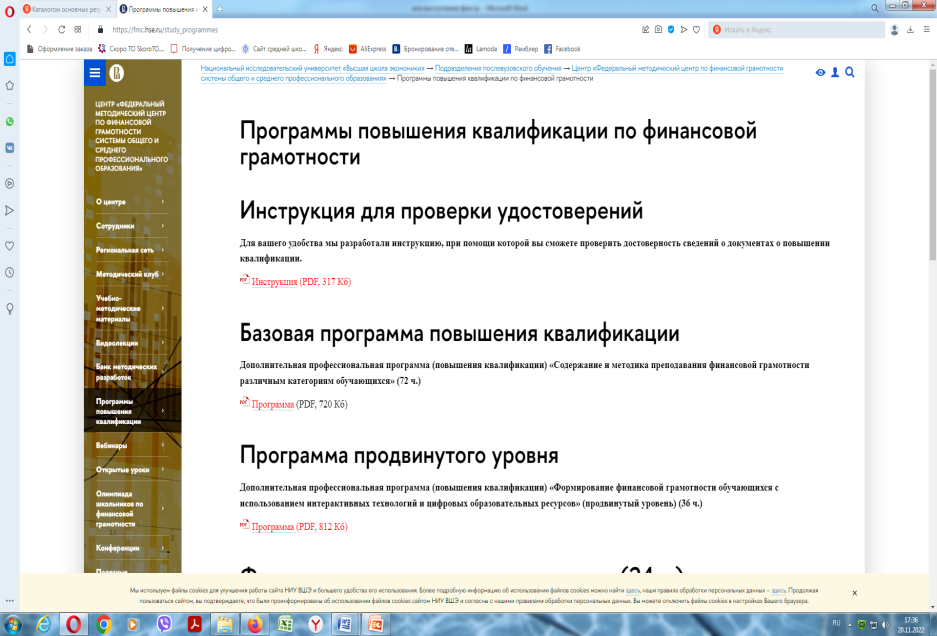 Каталогом основных ресу
Программы повышения к
https://fmc.hse.ru/study_programmes
Искать в Яндекс
Оформление заказа
Скоро ТО SkoroTO...
Получение цифро...
Сайт средней шко...
Яндекс
AliExpress
Бронирование оте...
Lamoda
Рамблер
Facebook
Национальный исследовательский университет «Высшая школа экономики» → Подразделения послевузовского обучения → Центр «Федеральный методический центр по финансовой грамотности
системы общего и среднего профессионального образования» → Программы повышения квалификации по финансовой грамотности
ЦЕНТР «ФЕДЕРАЛЬНЫЙ
МЕТОДИЧЕСКИЙ ЦЕНТР
ПО ФИНАНСОВОЙ
ГРАМОТНОСТИ
СИСТЕМЫ ОБЩЕГО И
СРЕДНЕГО
ПРОФЕССИОНАЛЬНОГО
ОБРАЗОВАНИЯ»
О центре
Сотрудники
Региональная сеть
Методический клуб
Учебно-
методические
материалы
Видеолекции
Банк методических
разработок
Программы
повышения
квалификации
Вебинары
Открытые уроки
Олимпиада
школьников по
финансовой
грамотности
Конференции
Программы повышения квалификации по финансовой
грамотности
Инструкция для проверки удостоверений
Для вашего удобства мы разработали инструкцию, при помощи которой вы сможете проверить достоверность сведений о документах о повышении
квалификации.
Инструкция (PDF, 317 Кб)
Базовая программа повышения квалификации
Дополнительная профессиональная программа (повышения квалификации) «Содержание и методика преподавания финансовой грамотности
различным категориям обучающихся» (72 ч.)
Программа (PDF, 720 Кб)
Программа продвинутого уровня
Дополнительная профессиональная программа (повышения квалификации) «Формирование финансовой грамотности обучающихся с
использованием интерактивных технологий и цифровых образовательных ресурсов» (продвинутый уровень) (36 ч.)
Программа (PDF, 812 Кб)
Мы используем файлы cookies для улучшения работы сайта НИУ ВШЭ и большего удобства его использования. Более подробную информацию об использовании файлов cookies можно найти здесь, наши правила обработки персональных данных – здесь. Продолжая
пользоваться сайтом, вы подтверждаете, что были проинформированы об использовании файлов cookies сайтом НИУ ВШЭ и согласны с нашими правилами обработки персональных данных. Вы можете отключить файлы cookies в настройках Вашего браузера.
RU
17:36
20.11.2022